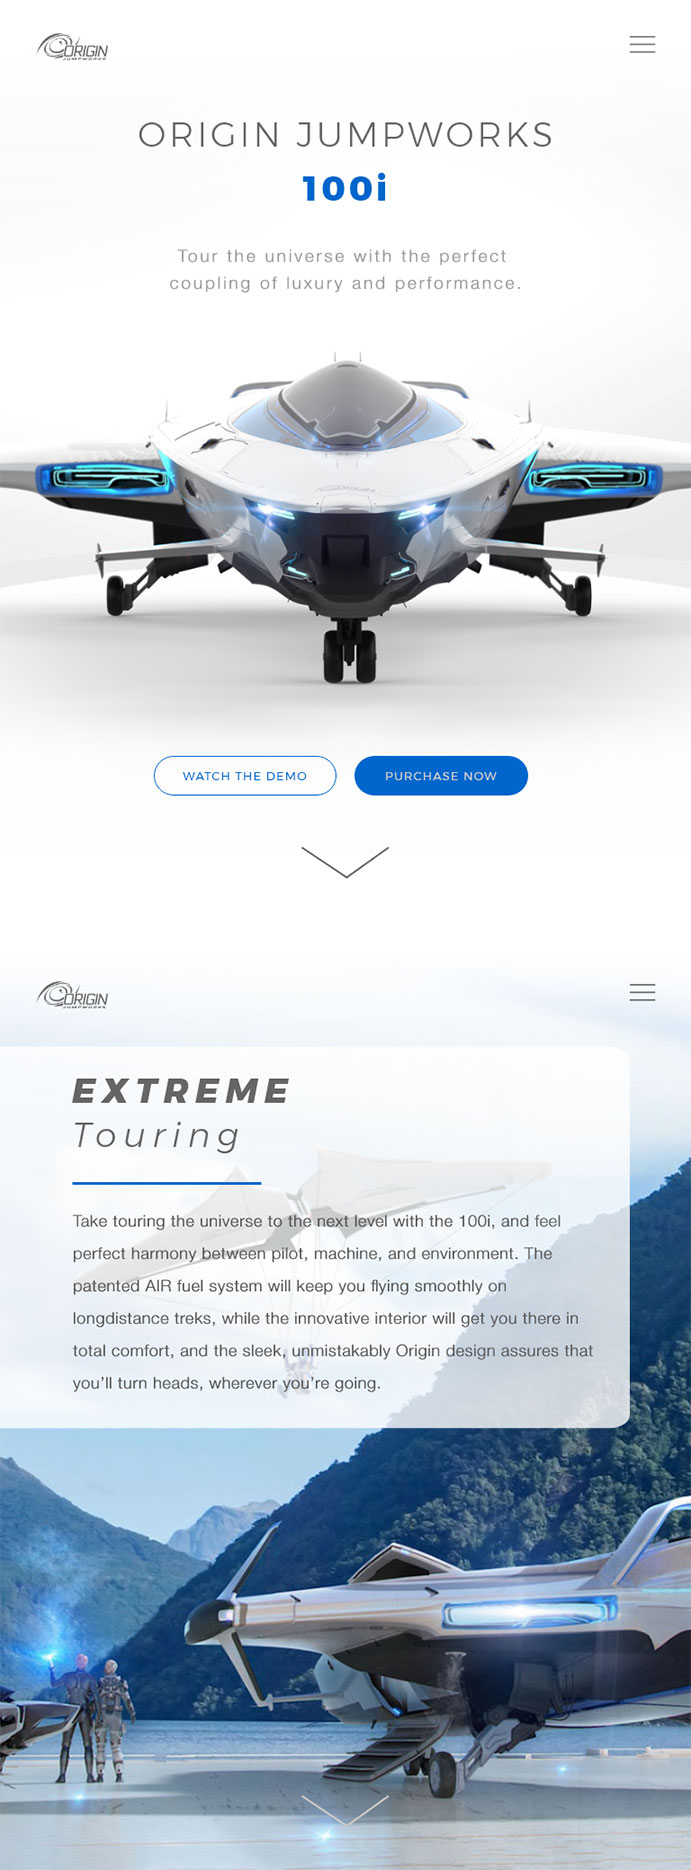 ORIGIN
JUMPWORKS
ORIGIN JUMPWORKS
100i
Tour the universe with the perfect
coupling of luxury and performance.
WATCH THE DEMO
PURCHASE NOW
ORIGIN
JUMPWORKS
EXTREME
Touring
Take touring the universe to the next level with the 100i, and feel
perfect harmony between pilot, machine, and environment. The
patented AIR fuel system will keep you flying smoothly on
longdistance treks, while the innovative interior will get you there in
total comfort, and the sleek, unmistakably Origin design assures that
you’ll turn heads, wherever you’re going.